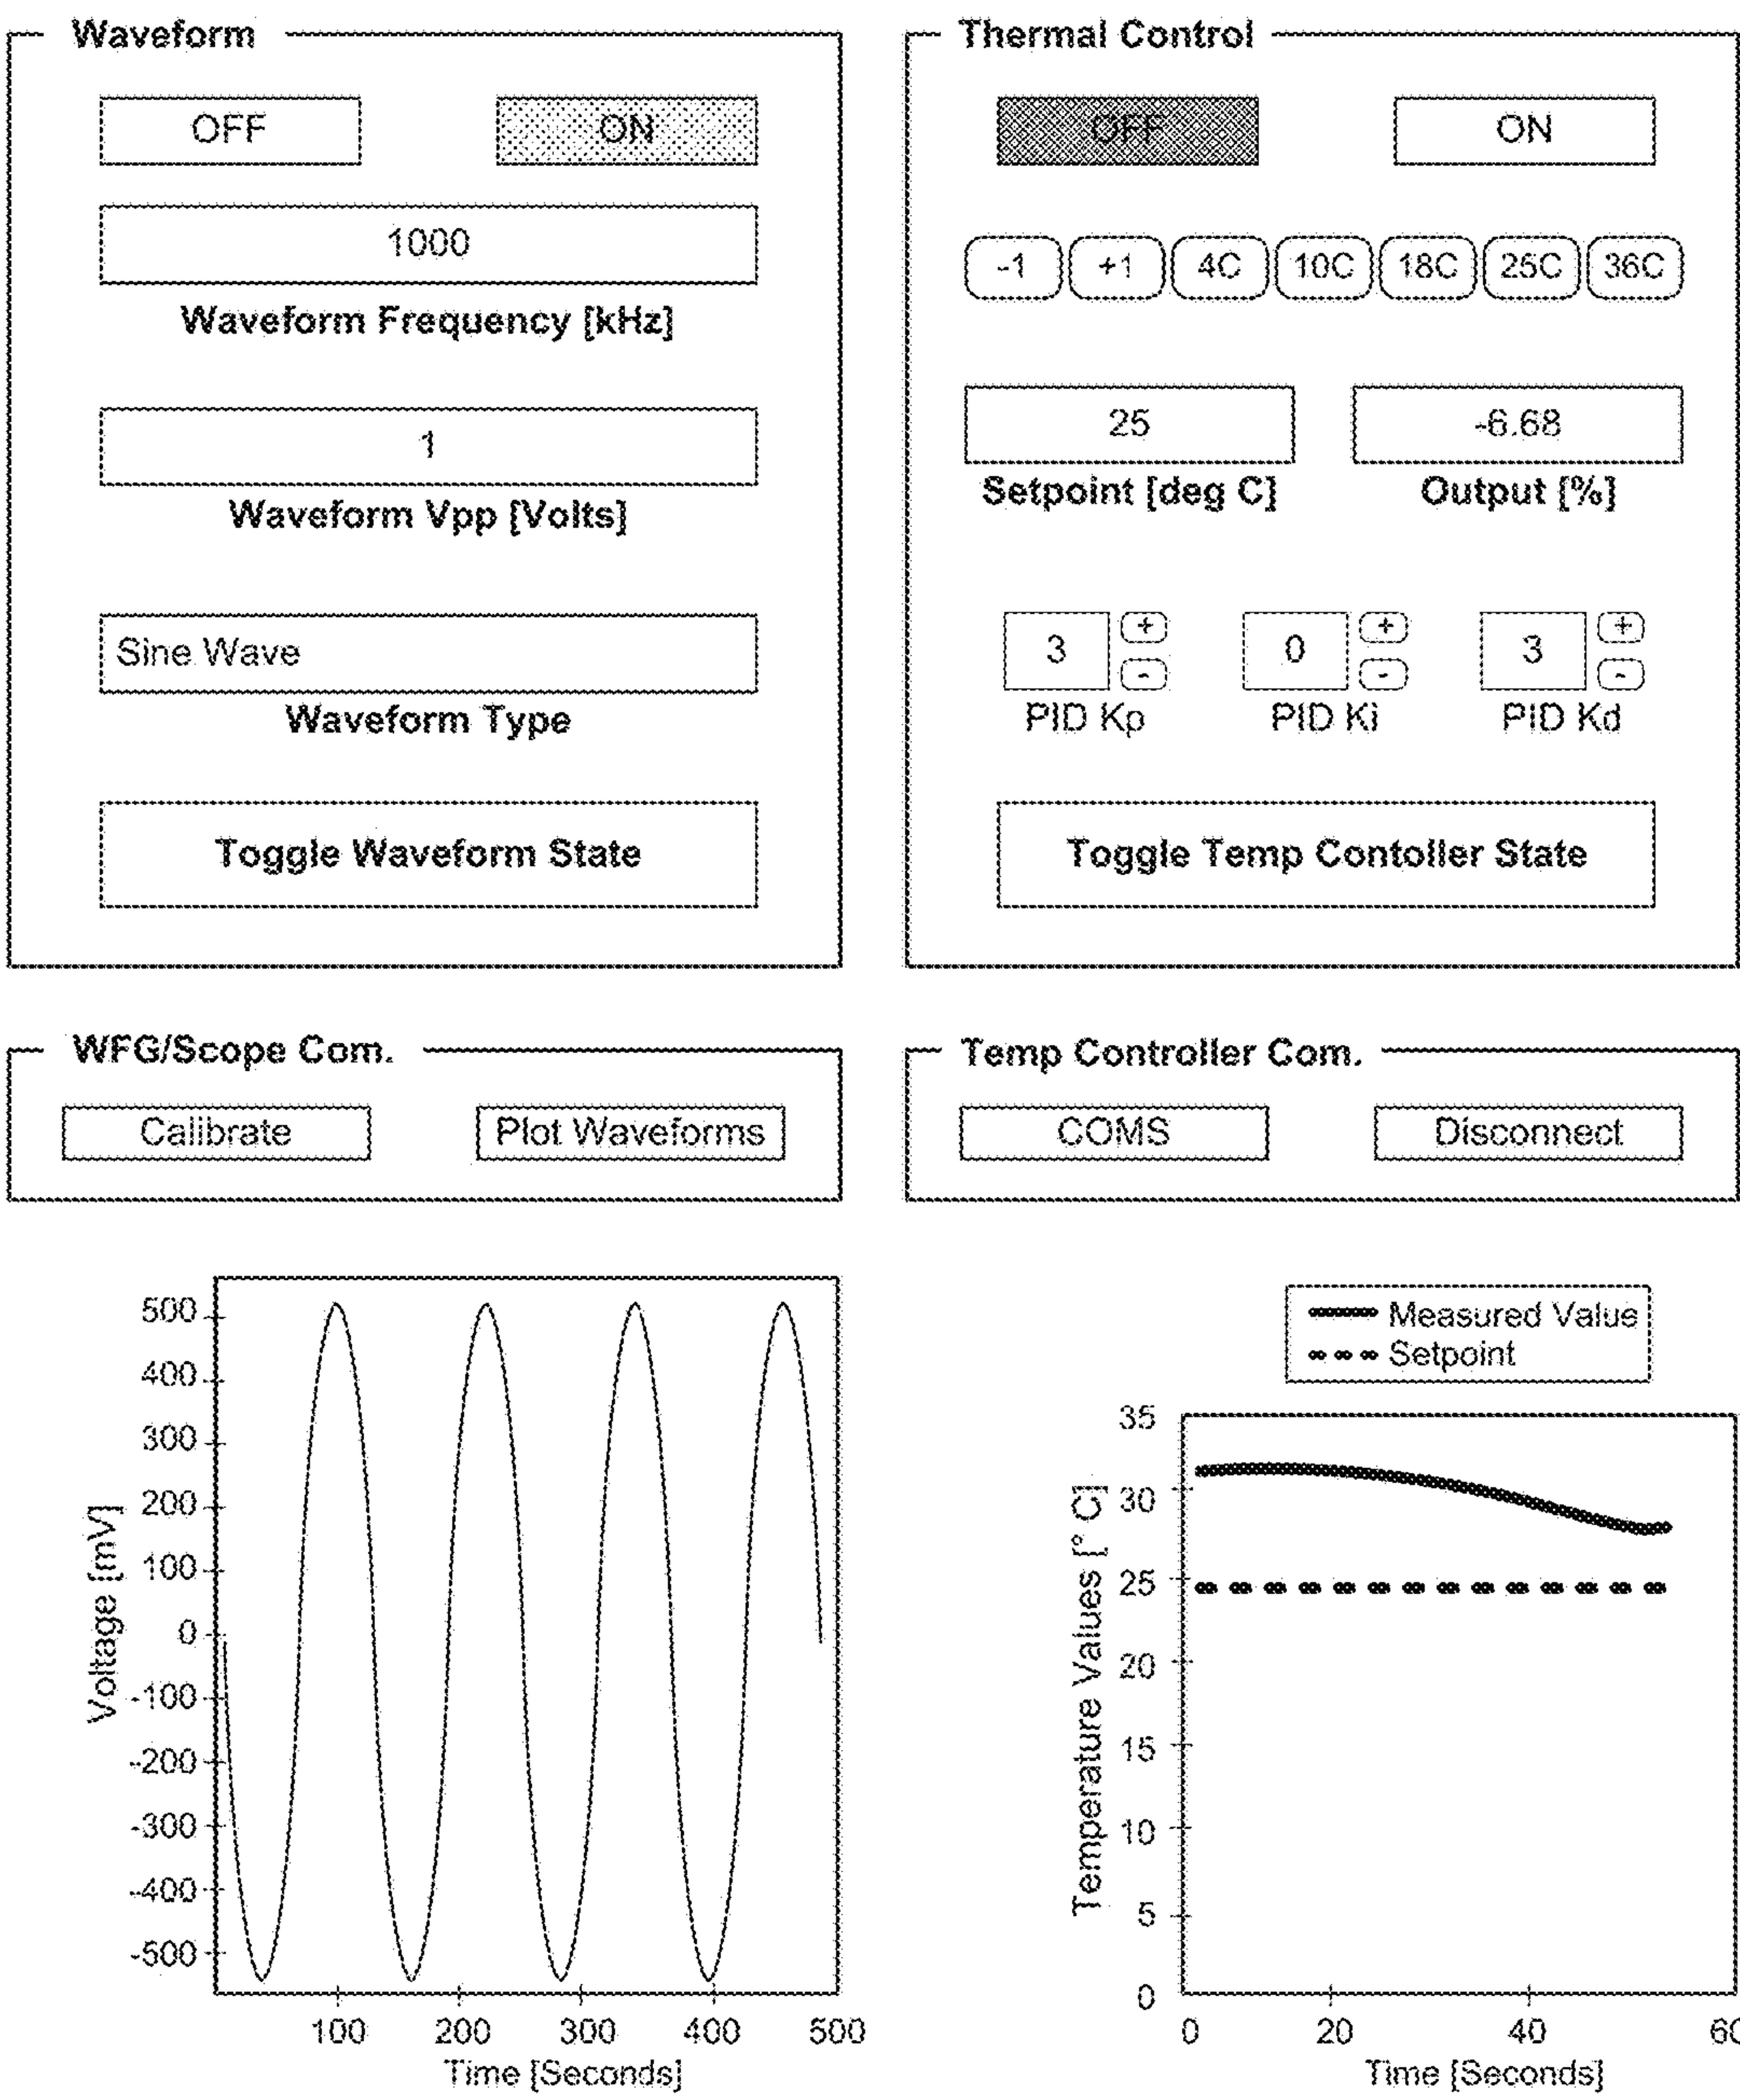 Waveform
OFF
ON
1000
Waveform Frequency [kHz]
1
Waveform Vpp [Volts]
Sine Wave
Waveform Type
Toggle Waveform State
Thermal Control
OFF
ON
-1
+1
4C
10C
18C
25C
36C
25
-6.68
Setpoint [deg C]
Output [%]
3
+
-
0
+
-
3
+
-
PID Kp
PID Ki
PID Kd
Toggle Temp Contoller State
WFG/Scope Com.
Calibrate
Plot Waveforms
Temp Controller Com.
COMS
Disconnect
Voltage [mV]
500
400
300
200
100
0
-100
-200
-300
-400
-500
100
200
300
400
500
Time [Seconds]
Measured Value
Setpoint
Temperature Values [° C]
35
30
25
20
15
10
5
0
0
20
40
60
Time [Seconds]